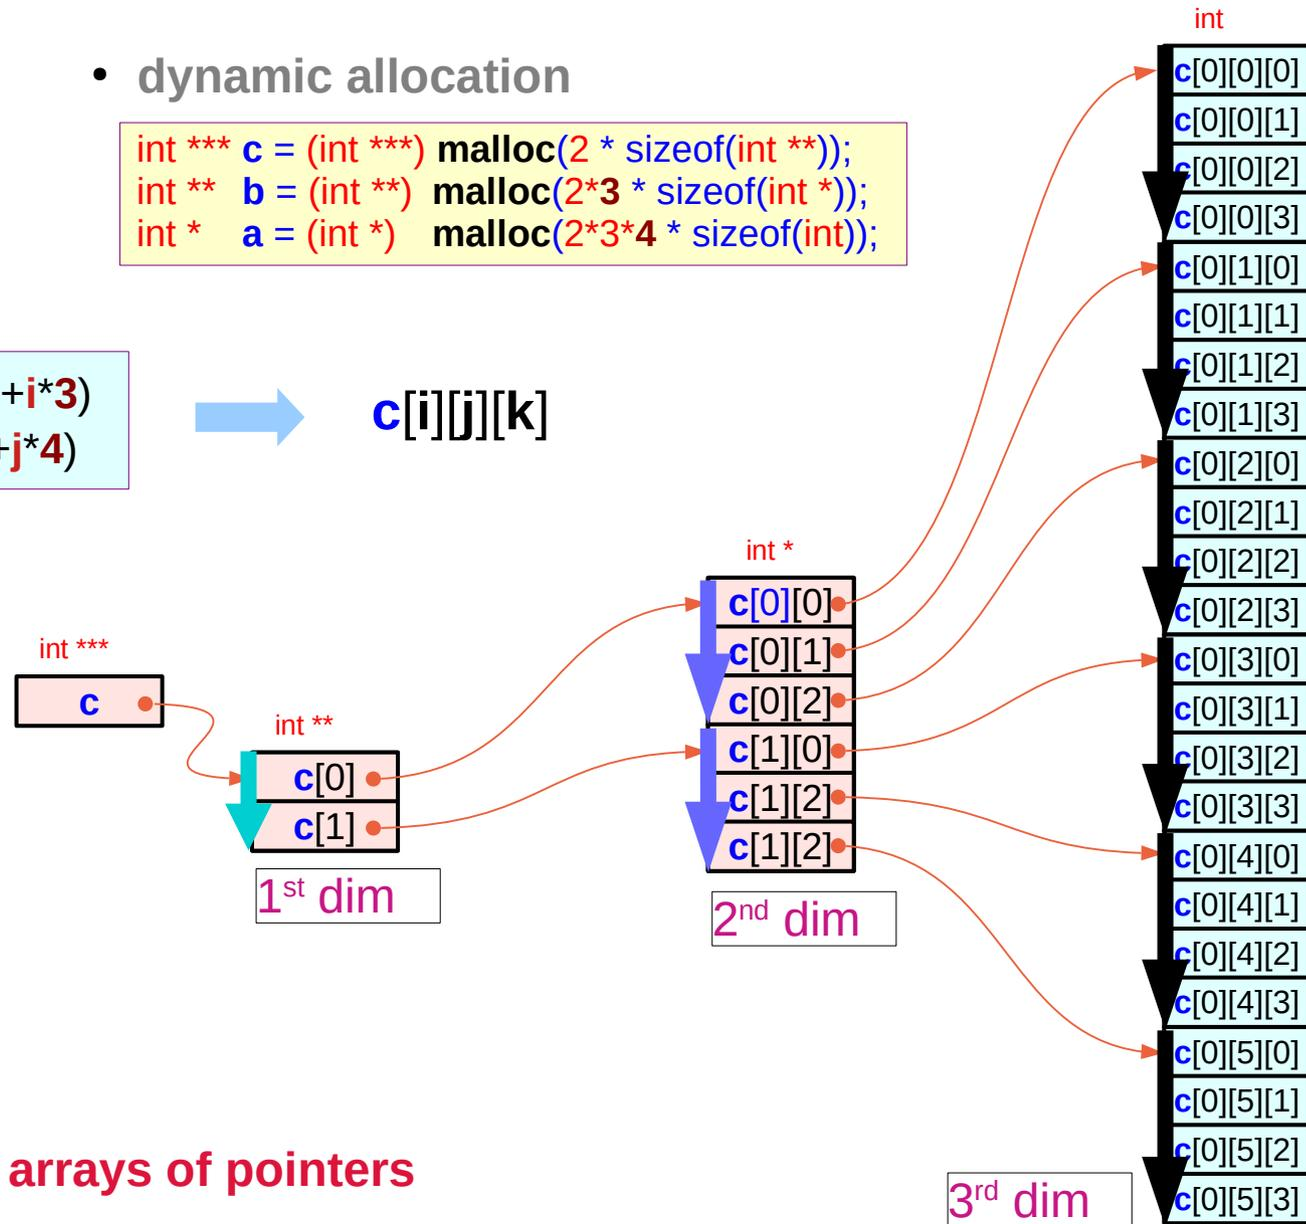 int
• dynamic allocation
int *** c = (int ***) malloc(2 * sizeof(int **));
int ** b = (int **) malloc(2*3 * sizeof(int *));
int * a = (int *) malloc(2*3*4 * sizeof(int));
+i*3)
+j*4)
c[i][j][k]
int ***
c
int **
c[0]
c[1]
1st dim
int *
c[0][0]
c[0][1]
c[0][2]
c[1][0]
c[1][2]
c[1][2]
2nd dim
c[0][0][0]
c[0][0][1]
c[0][0][2]
c[0][0][3]
c[0][1][0]
c[0][1][1]
c[0][1][2]
c[0][1][3]
c[0][2][0]
c[0][2][1]
c[0][2][2]
c[0][2][3]
c[0][3][0]
c[0][3][1]
c[0][3][2]
c[0][3][3]
c[0][4][0]
c[0][4][1]
c[0][4][2]
c[0][4][3]
c[0][5][0]
c[0][5][1]
c[0][5][2]
c[0][5][3]
arrays of pointers
3rd dim